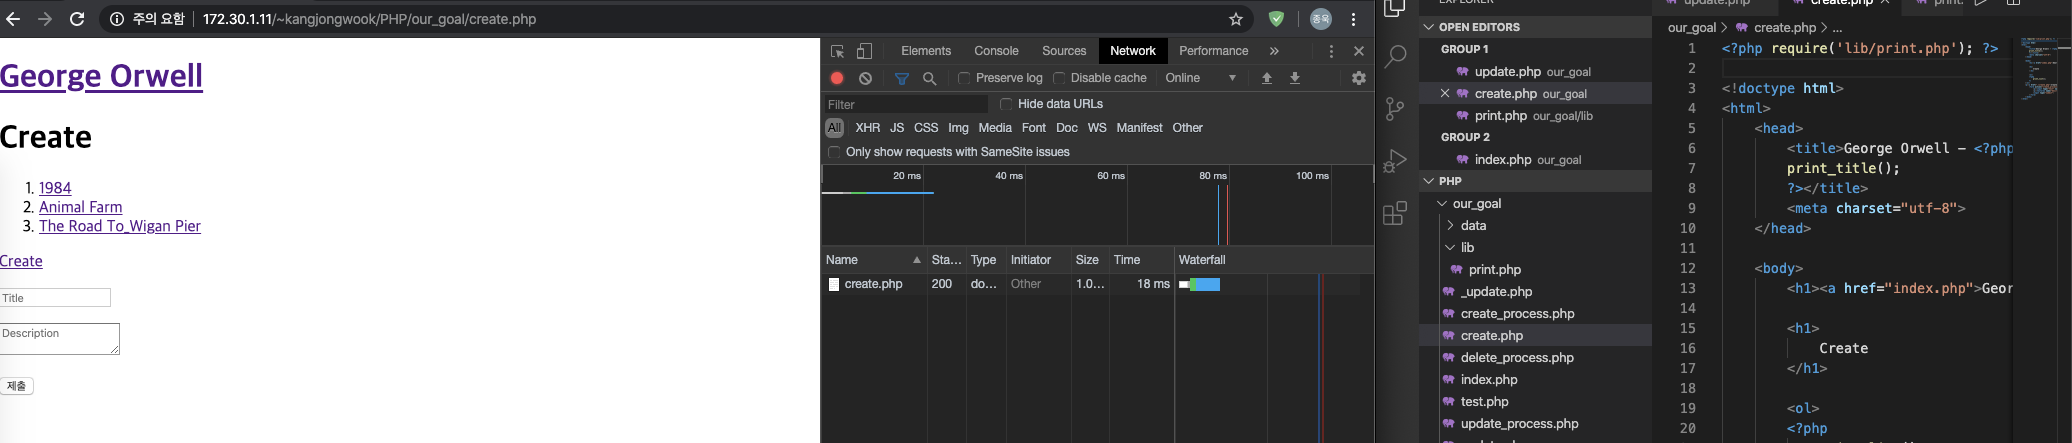 주의 요함 | 172.30.1.11/~kangjongwook/PHP/our_goal/create.php
종욱
George Orwell
Create
1. 1984
2. Animal Farm
3. The Road To_Wigan Pier
Create
Title
Description
제출
Elements Console Sources Network Performance »
Preserve log Disable cache Online
Filter Hide data URLs
All XHR JS CSS Img Media Font Doc WS Manifest Other
Only show requests with SameSite issues
20 ms 40 ms 60 ms 80 ms 100 ms
Name Sta... Type Initiator Size Time Waterfall
create.php 200 do... Other 1.0... 18 ms
EXPLORER
OPEN EDITORS
GROUP 1
update.php our_goal
create.php our_goal
print.php our_goal/lib
GROUP 2
index.php our_goal
PHP
our_goal
data
lib
print.php
_update.php
create_process.php
create.php
delete_process.php
index.php
test.php
update_process.php
update.php create.php print.
our_goal > create.php > ...
1 <?php require('lib/print.php'); ?>
2
3 <!doctype html>
4 <html>
5 <head>
6 <title>George Orwell - <?php
7 print_title();
8 ?></title>
9 <meta charset="utf-8">
10 </head>
11
12 <body>
13 <h1><a href="index.php">Geor
14
15 <h1>
16 Create
17 </h1>
18
19 <ol>
20 <?php